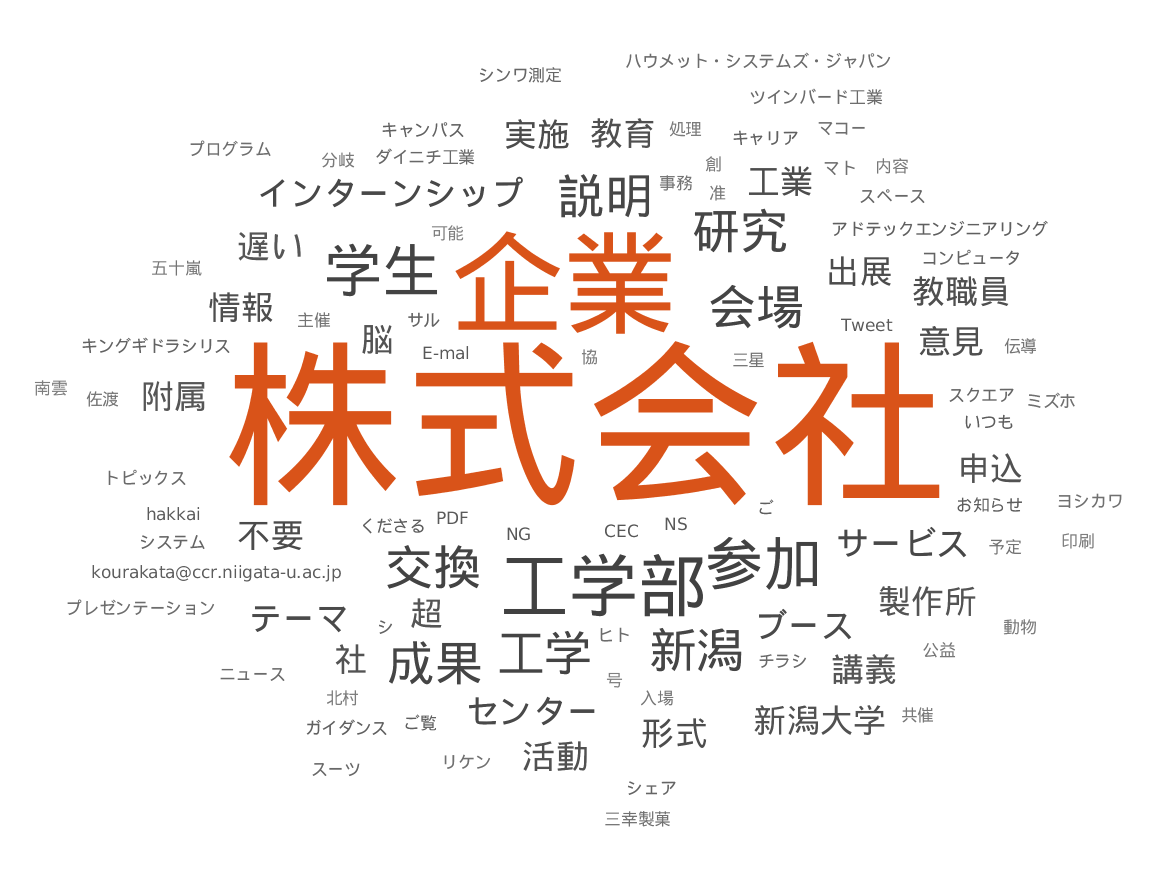 ハウメット・システムズ・ジャパン
シンワ測定
ツインバード工業
キャンパス 実施 教育 処理 キャリア マコー
プログラム 分岐 ダイニチ工業 創 マト 内容
インターンシップ 説明 事務 准 工業 スペース
遅い 可能 研究 アドテックエンジニアリング
五十嵐 学生 企業 出展 コンピュータ
情報 主催 サル 会場 教職員
脳 E-mal 協 三星 Tweet 意見 伝導
キングギドラシリス
南雲 佐渡 附属 株式会社 スクエア ミズホ
いつも
トピックス 申込
hakkai くださる PDF ご お知らせ ヨシカワ
システム 不要 NG CEC NS サービス 予定 印刷
kourakata@ccr.niigata-u.ac.jp 交換 工学部 参加
プレゼンテーション テーマ 超 製作所
シ ヒト ブース 動物
社 成果 工学 新潟 チラシ 講義 公益
ニュース 号
北村 センター 入場 新潟大学 共催
ガイダンス ご覧 形式
スーツ リケン 活動
シェア
三幸製菓